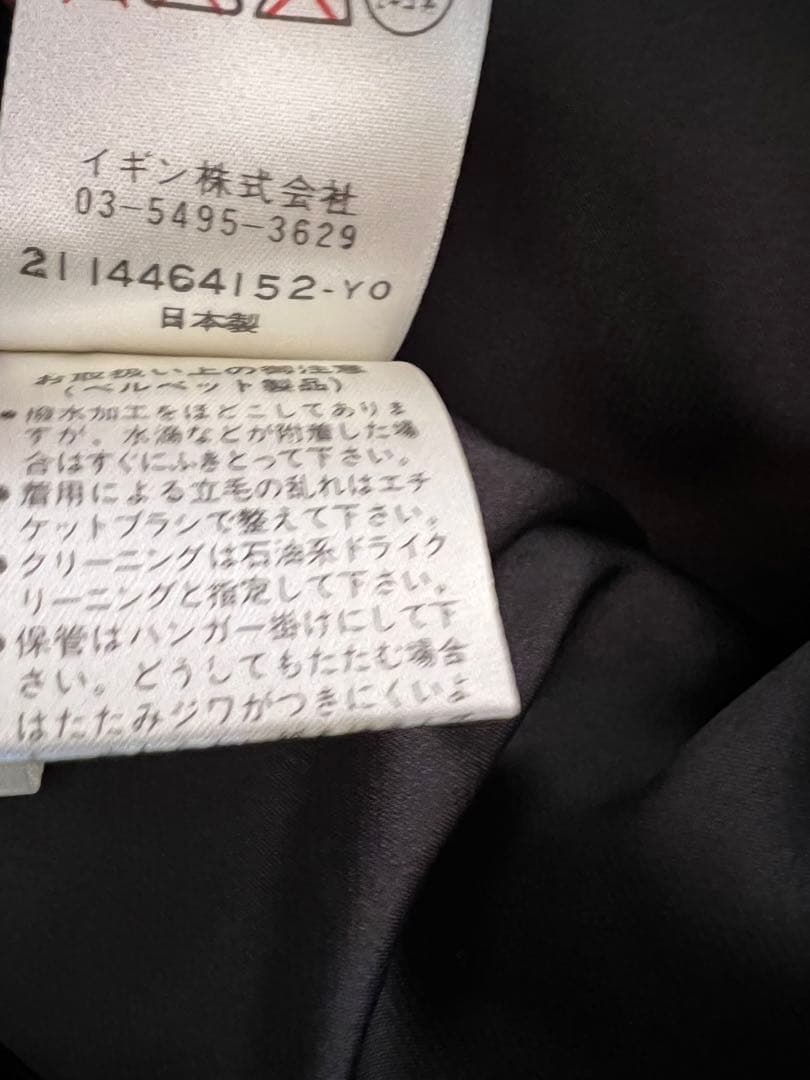 イギン株式会社
03-5495-3629
2114464152-YO
日本製
お取扱い上の御注意
(ベルベット製品)
●撥水加工をほどこしてありま
すが、水滴などが附着した場
合はすぐにふきとって下さい。
●着用による立毛の乱れはエチ
ケットブラシで整えて下さい。
●クリーニングは石油系ドライク
リーニングと指定して下さい。
●保管はハンガー掛けにして下
さい。どうしてもたたむ場合
はたたみジワがつきにくいよ